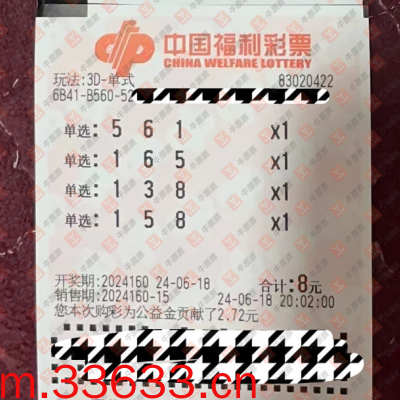 中国福利彩票
CHINA WELFARE LOTTERY
玩法:3D-单式 83020422
6B41-B560-52
单选: 5 6 1 x1
单选: 1 6 5 x1
单选: 1 3 8 x1
单选: 1 5 8 x1
开奖期:2024160 24-06-18 合计:8元
销售期:2024160-15 24-06-18 20:02:00
您本次购彩为公益金贡献了2.72元
m.33633.cn